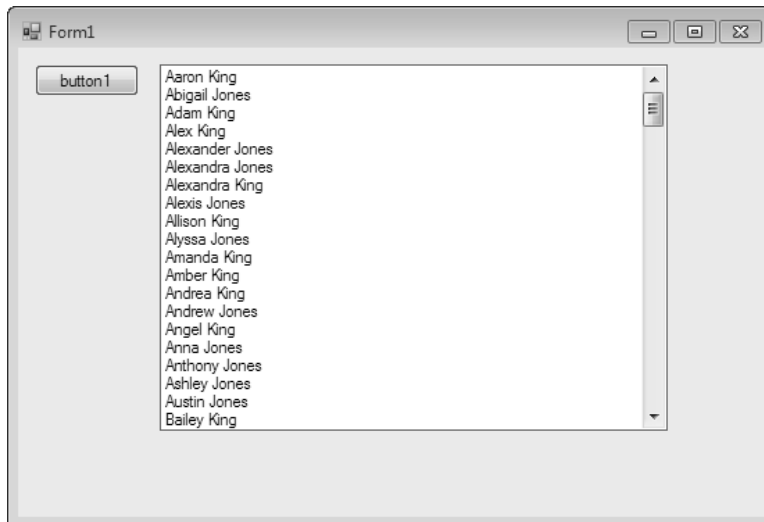 Form1
button1
Aaron King
Abigail Jones
Adam King
Alex King
Alexander Jones
Alexandra Jones
Alexandra King
Alexis Jones
Allison King
Alyssa Jones
Amanda King
Amber King
Andrea King
Andrew Jones
Angel King
Anna Jones
Anthony Jones
Ashley Jones
Austin Jones
Bailey King